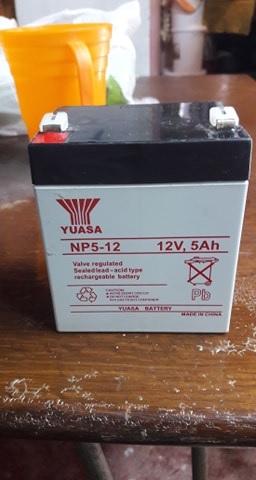 YUASA
NP5-12 12V, 5Ah
Valve regulated
Sealed lead-acid type
rechargeable battery
CAUTION:
Pb
YUASA BATTERY
MADE IN CHINA